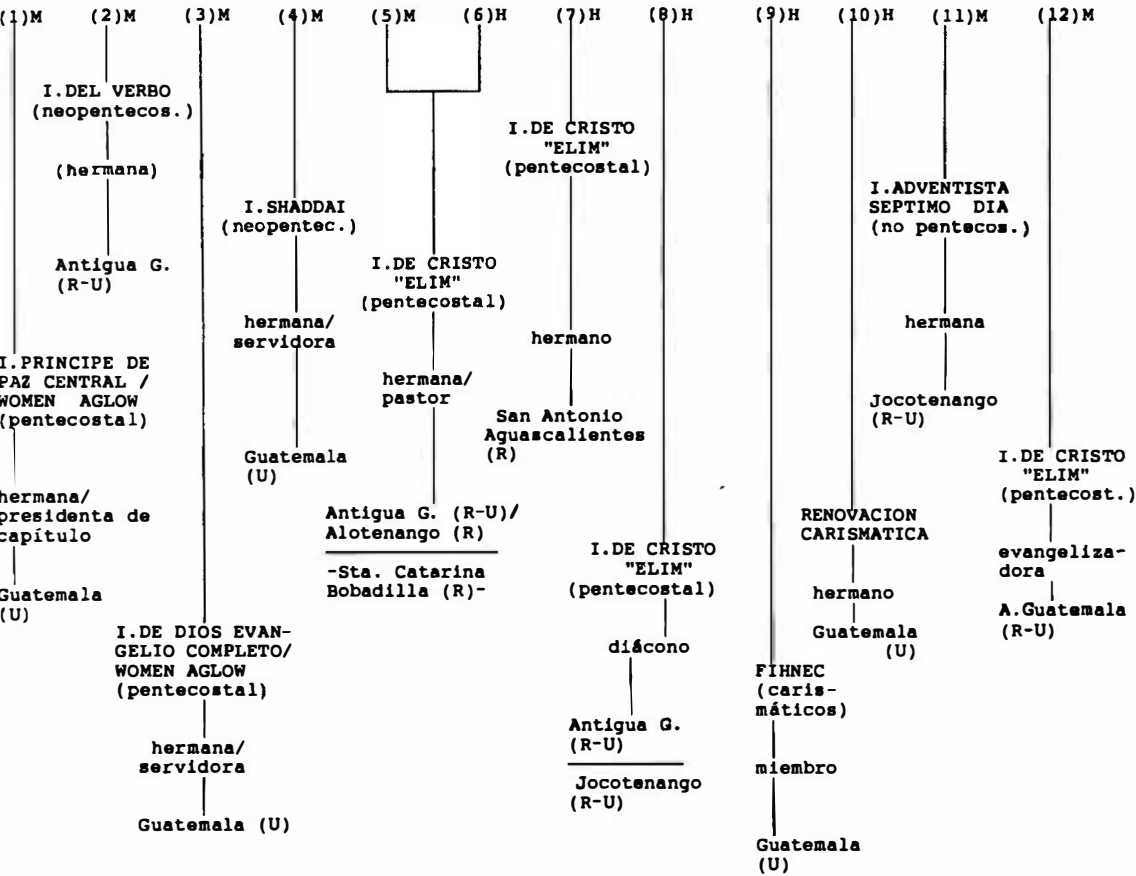 (1)M
(2)M
(3)M
(4)M
(5)M
(6)H
(7)H
(8)H
(9)H
(10)H
(11)M
(12)M
I.PRINCIPE DE
PAZ CENTRAL /
WOMEN AGLOW
(pentecostal)
hermana/
presidenta de
capítulo
Guatemala
(U)
I.DEL VERBO
(neopentecos.)
(hermana)
Antigua G.
(R-U)
I.DE DIOS EVAN-
GELIO COMPLETO/
WOMEN AGLOW
(pentecostal)
hermana/
servidora
Guatemala (U)
I.SHADDAI
(neopentec.)
hermana/
servidora
Guatemala
(U)
I.DE CRISTO
"ELIM"
(pentecostal)
hermana/
pastor
Antigua G. (R-U)/
Alotenango (R)
-Sta. Catarina
Bobadilla (R)-
I.DE CRISTO
"ELIM"
(pentecostal)
hermano
San Antonio
Aguascalientes
(R)
I.DE CRISTO
"ELIM"
(pentecostal)
diácono
Antigua G.
(R-U)
Jocotenango
(R-U)
FIHNEC
(caris-
máticos)
miembro
Guatemala
(U)
RENOVACION
CARISMATICA
hermano
Guatemala
(U)
I.ADVENTISTA
SEPTIMO DIA
(no pentecos.)
hermana
Jocotenango
(R-U)
I.DE CRISTO
"ELIM"
(pentecost.)
evangeliza-
dora
A.Guatemala
(R-U)